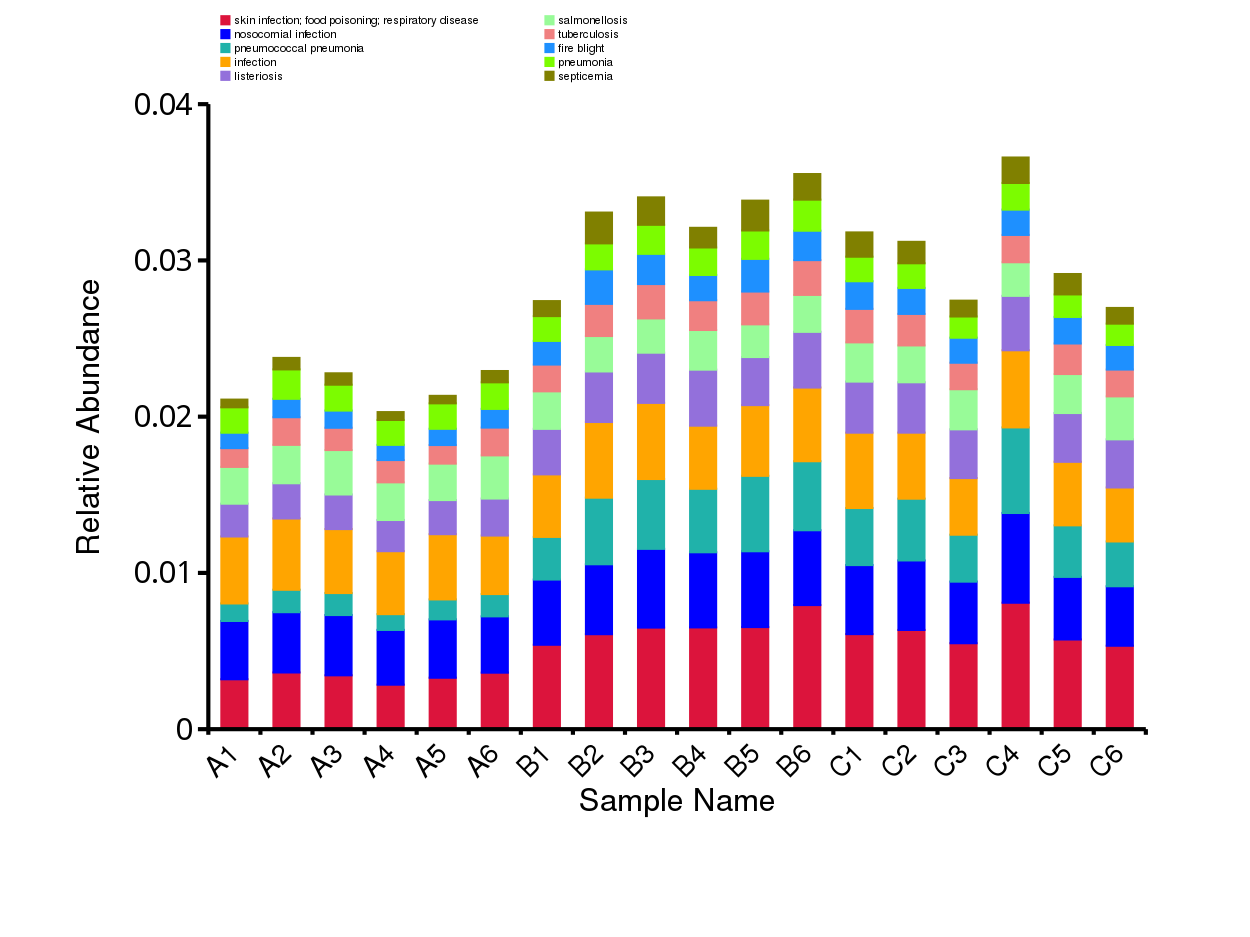 skin infection; food poisoning; respiratory disease
nosocomial infection
pneumococcal pneumonia
infection
listeriosis
salmonellosis
tuberculosis
fire blight
pneumonia
septicemia
0.04
0.03
0.02
0.01
0
Relative Abundance
A1 A2 A3 A4 A5 A6 B1 B2 B3 B4 B5 B6 C1 C2 C3 C4 C5 C6
Sample Name